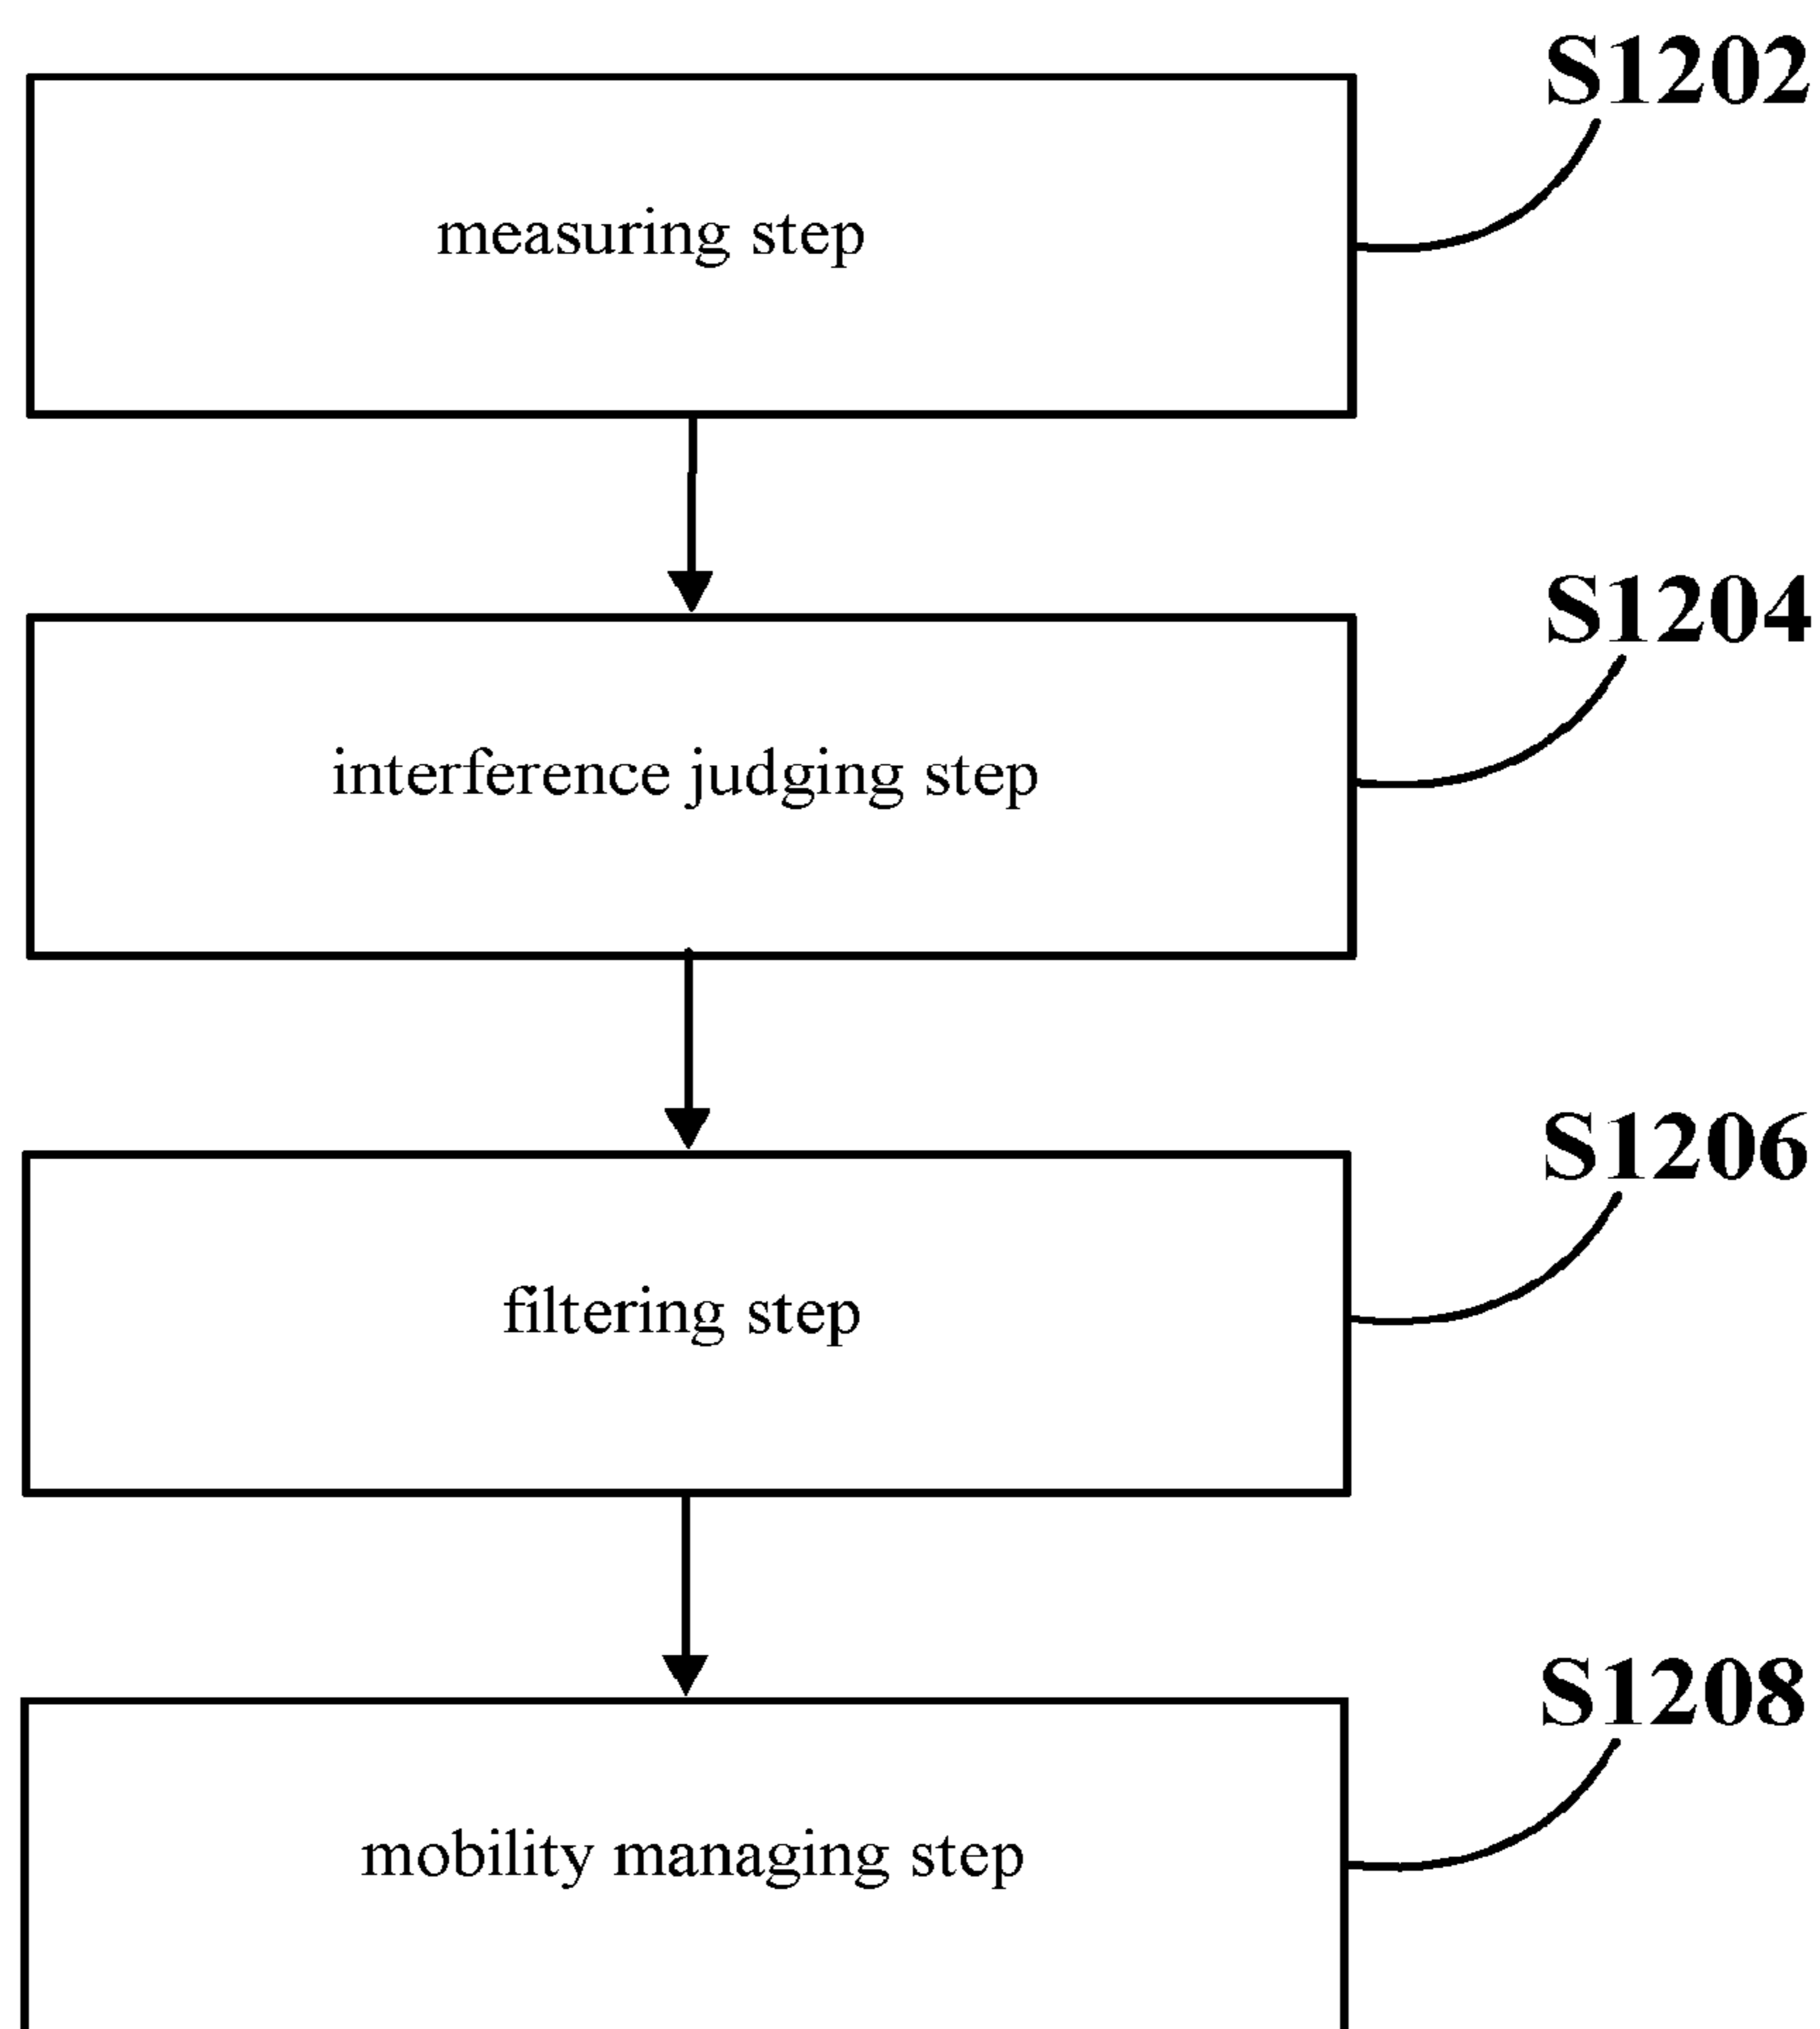 S1202
measuring step
S1204
interference judging step
S1206
filtering step
S1208
mobility managing step